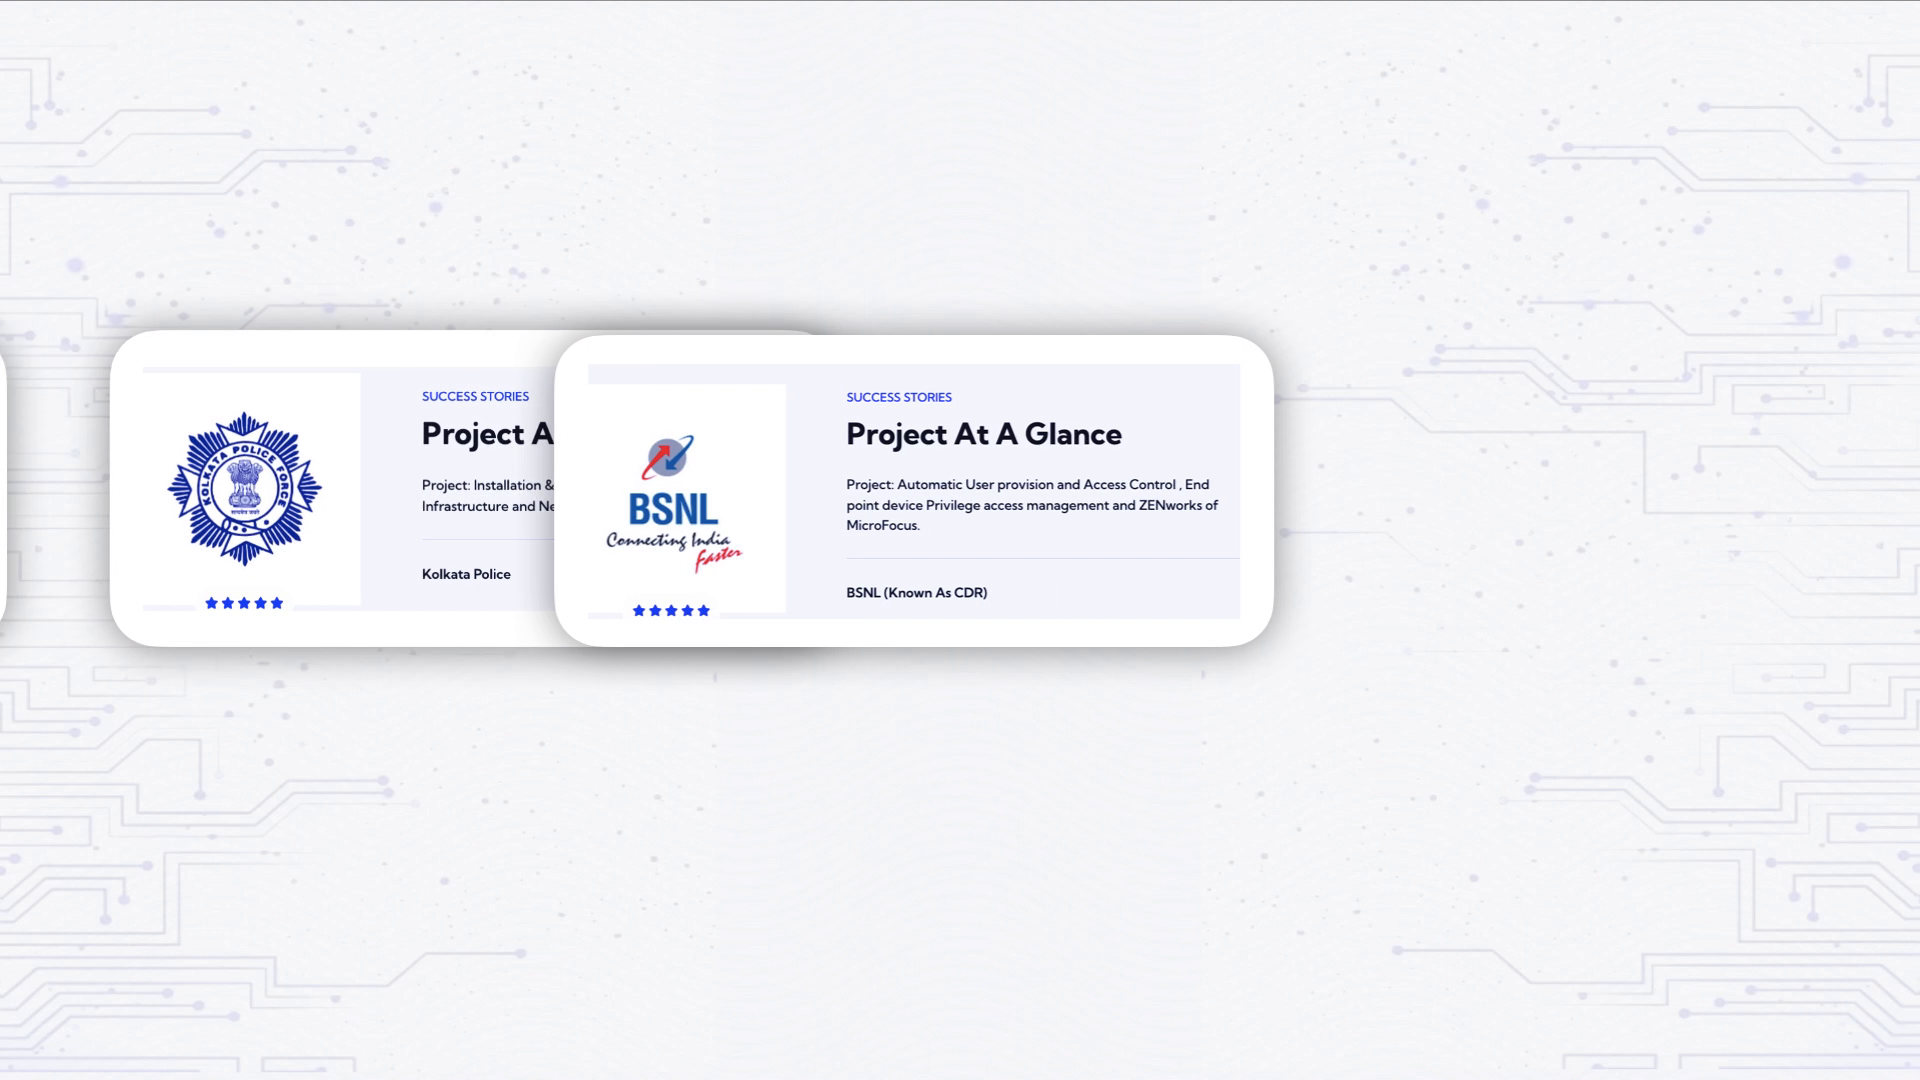 KOLKATA POLICE FORCE
SUCCESS STORIES
Project A
Project: Installation &
Infrastructure and Ne
Kolkata Police
BSNL
Connecting India
Faster
SUCCESS STORIES
Project At A Glance
Project: Automatic User provision and Access Control , End
point device Privilege access management and ZENworks of
MicroFocus.
BSNL (Known As CDR)